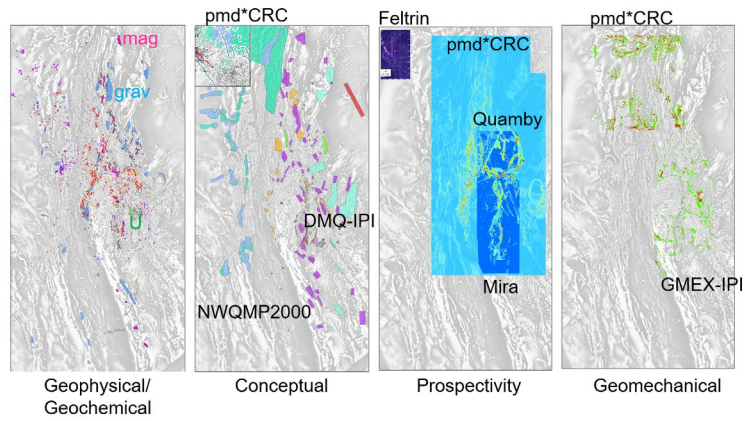 pmd*CRC
Feltrin
pmd*CRC
mag
grav
U
DMQ-IPI
NWQMP2000
pmd*CRC
Quamby
Mira
GMEX-IPI
Geophysical/
Geochemical
Conceptual
Prospectivity
Geomechanical